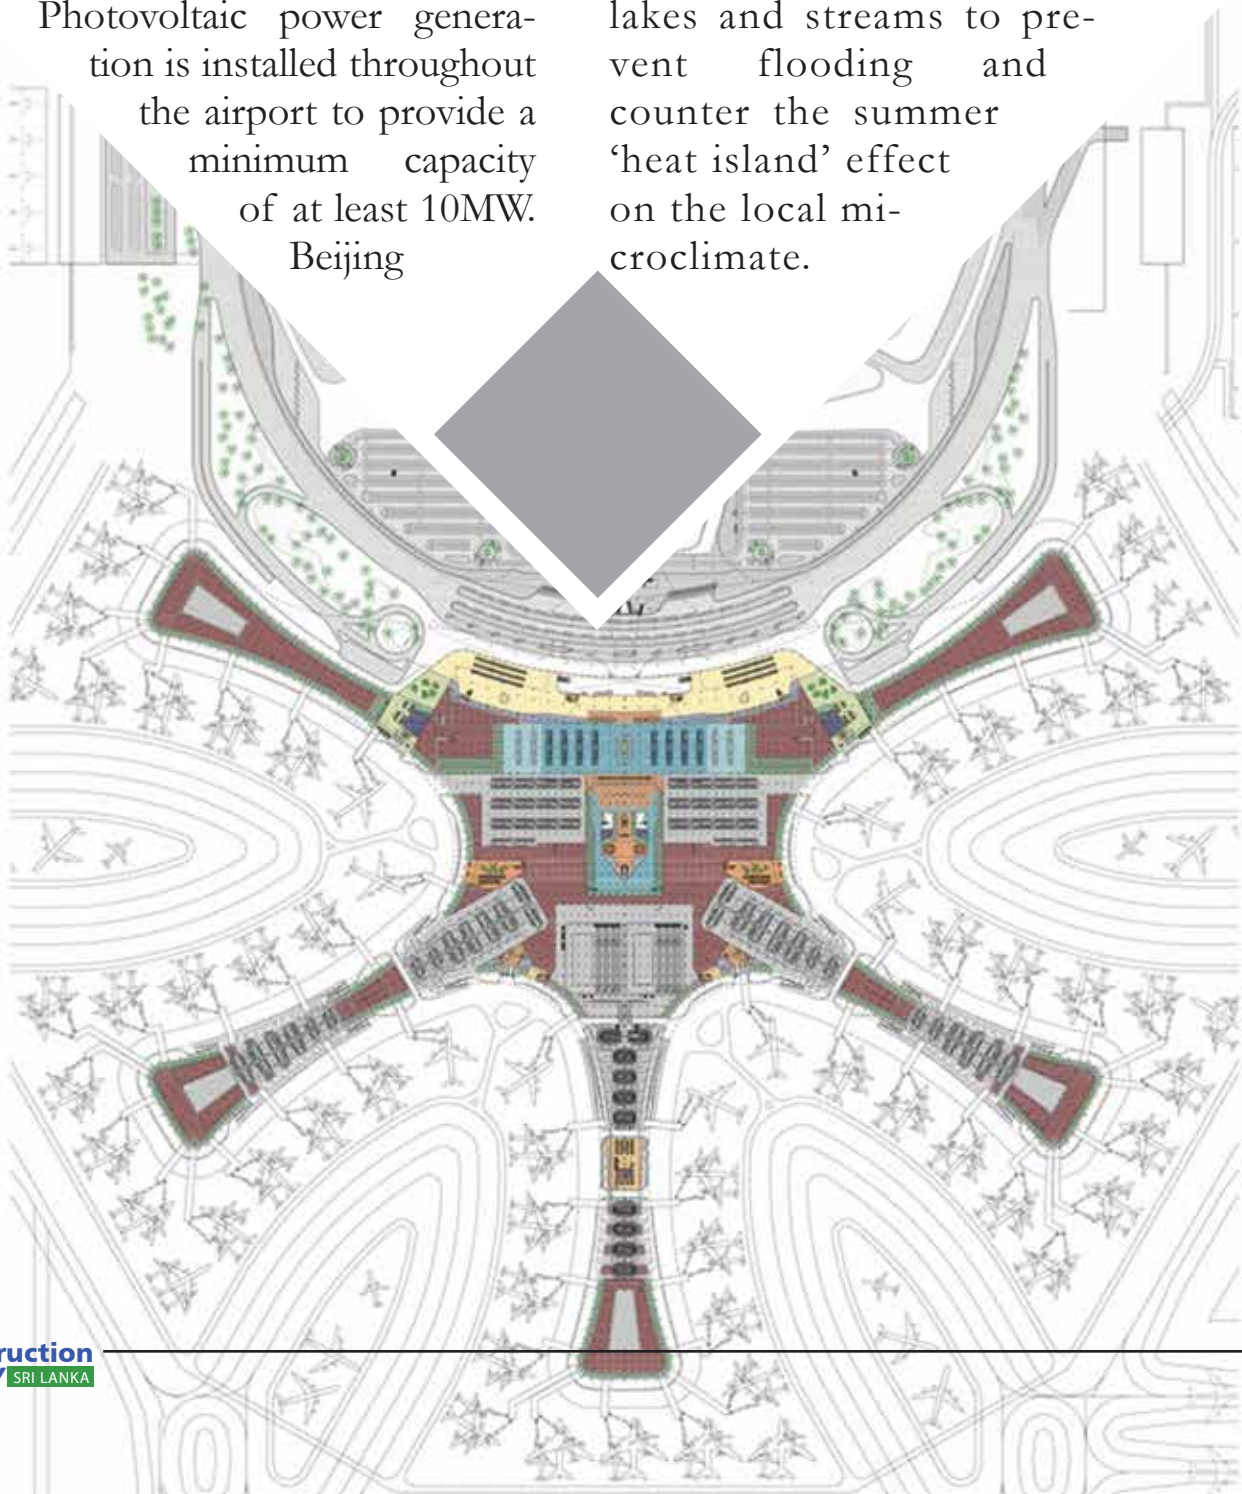 Photovoltaic power genera-
tion is installed throughout
the airport to provide a
minimum capacity
of at least 10MW.
Beijing
lakes and streams to pre-
vent flooding and
counter the summer
‘heat island’ effect
on the local mi-
croclimate.
ruction
SRI LANKA